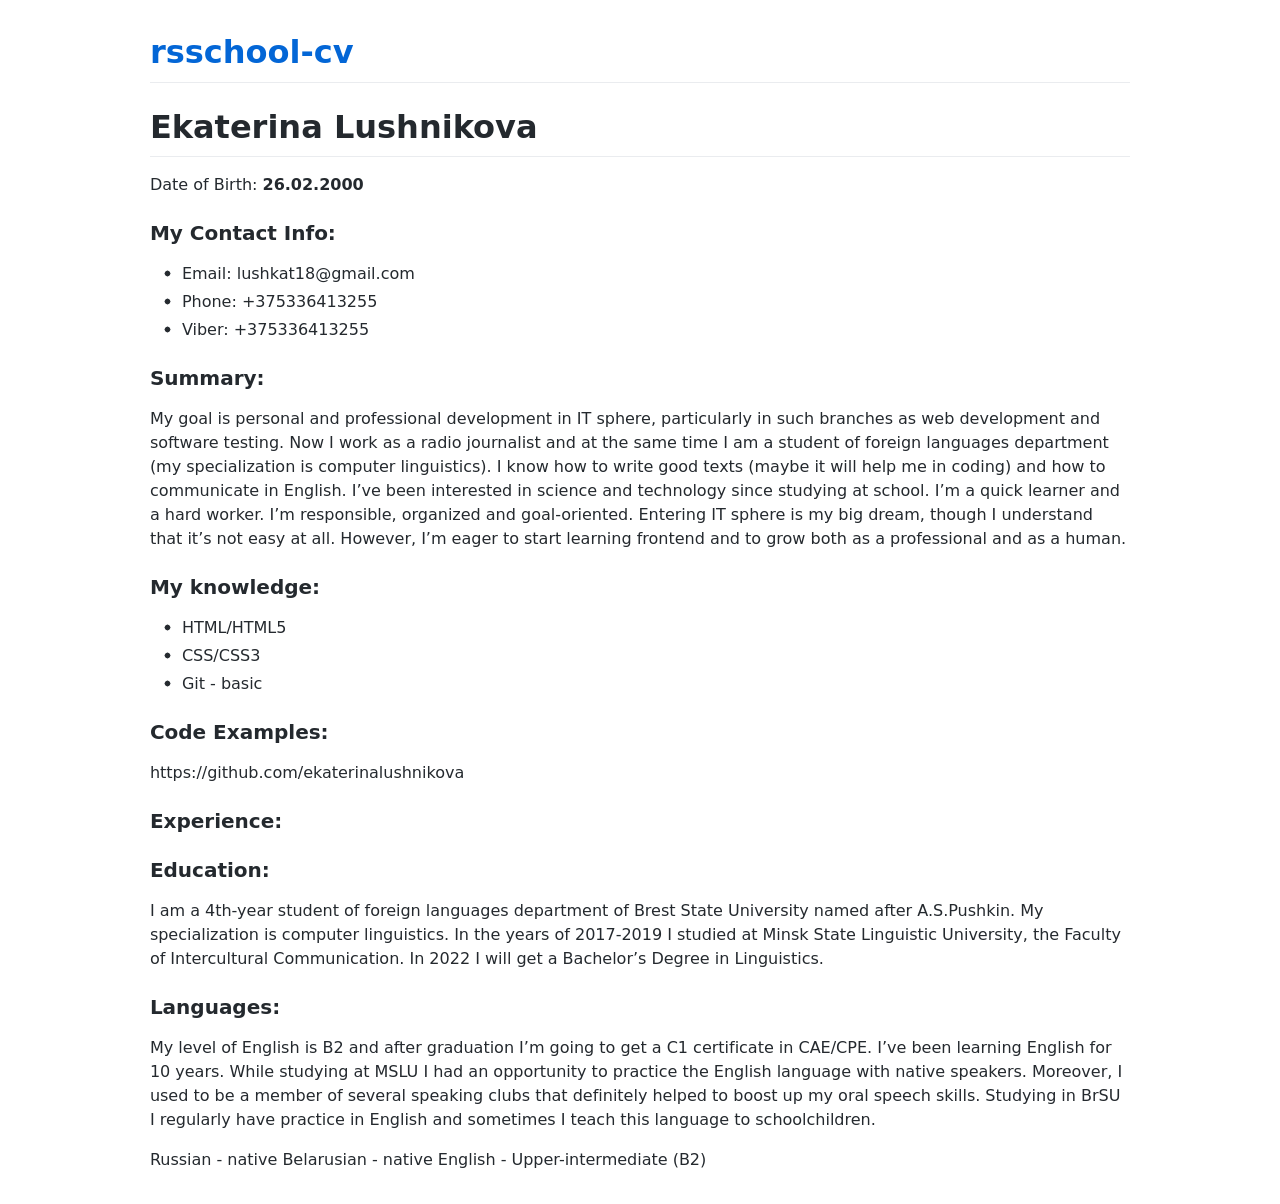 rsschool-cv
Ekaterina Lushnikova
Date of Birth: 26.02.2000
My Contact Info:
• Email: lushkat18@gmail.com
• Phone: +375336413255
• Viber: +375336413255
Summary:
My goal is personal and professional development in IT sphere, particularly in such branches as web development and
software testing. Now I work as a radio journalist and at the same time I am a student of foreign languages department
(my specialization is computer linguistics). I know how to write good texts (maybe it will help me in coding) and how to
communicate in English. I’ve been interested in science and technology since studying at school. I’m a quick learner and
a hard worker. I’m responsible, organized and goal-oriented. Entering IT sphere is my big dream, though I understand
that it’s not easy at all. However, I’m eager to start learning frontend and to grow both as a professional and as a human.
My knowledge:
• HTML/HTML5
• CSS/CSS3
• Git - basic
Code Examples:
https://github.com/ekaterinalushnikova
Experience:
Education:
I am a 4th-year student of foreign languages department of Brest State University named after A.S.Pushkin. My
specialization is computer linguistics. In the years of 2017-2019 I studied at Minsk State Linguistic University, the Faculty
of Intercultural Communication. In 2022 I will get a Bachelor’s Degree in Linguistics.
Languages:
My level of English is B2 and after graduation I’m going to get a C1 certificate in CAE/CPE. I’ve been learning English for
10 years. While studying at MSLU I had an opportunity to practice the English language with native speakers. Moreover, I
used to be a member of several speaking clubs that definitely helped to boost up my oral speech skills. Studying in BrSU
I regularly have practice in English and sometimes I teach this language to schoolchildren.
Russian - native Belarusian - native English - Upper-intermediate (B2)